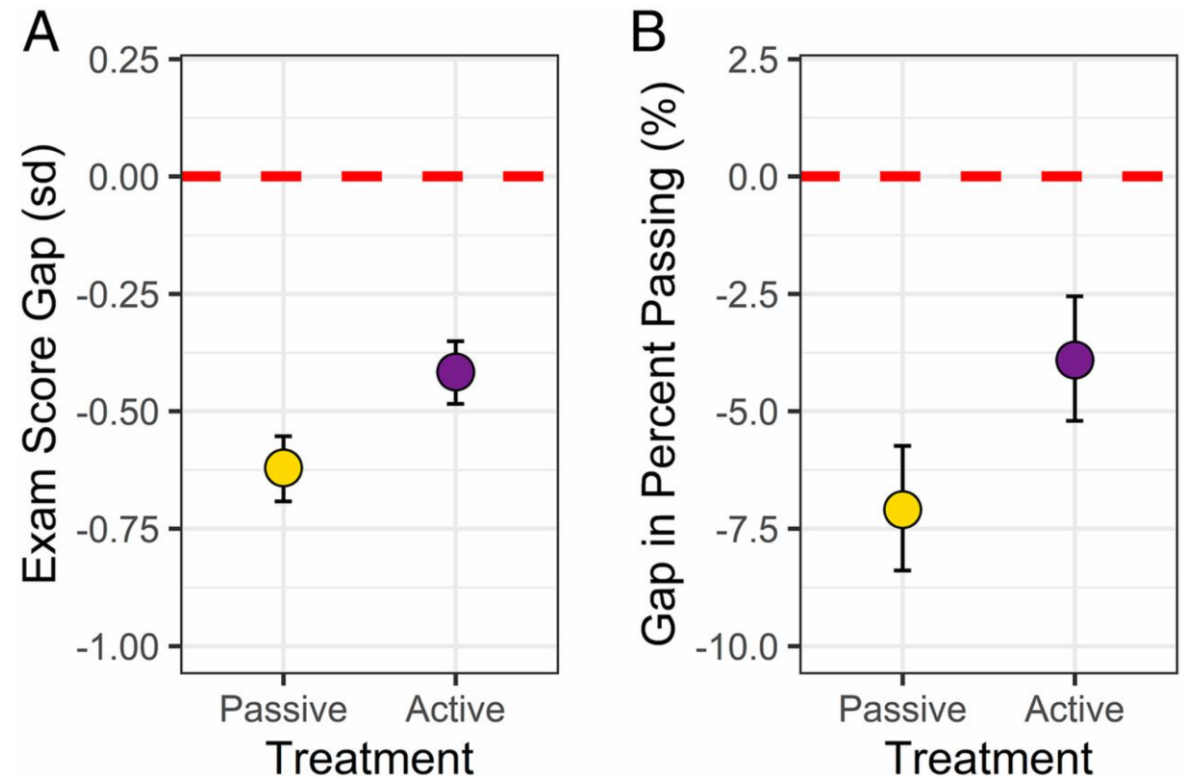 A
Exam Score Gap (sd)
0.25
0.00
-0.25
-0.50
-0.75
-1.00
Passive Active
Treatment
B
Gap in Percent Passing (%)
2.5
0.0
-2.5
-5.0
-7.5
-10.0
Passive Active
Treatment